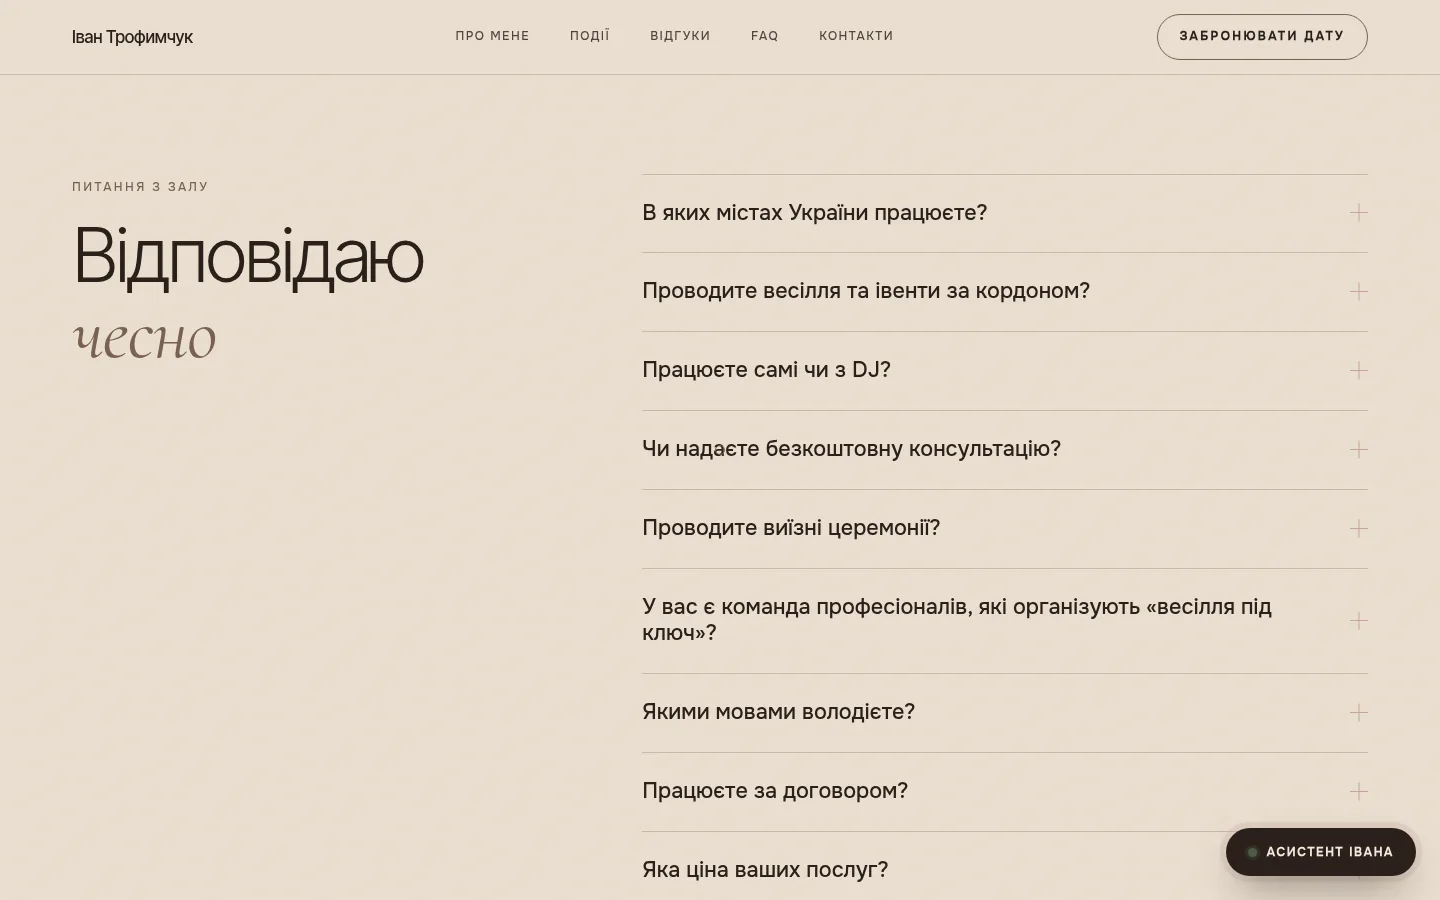 Іван Трофимчук
ПРО МЕНЕ
ПОДІЇ
ВІДГУКИ
FAQ
КОНТАКТИ
ЗАБРОНЮВАТИ ДАТУ
ПИТАННЯ З ЗАЛУ
Відповідаю
чесно
В яких містах України працюєте?
Проводите весілля та івенти за кордоном?
Працюєте самі чи з DJ?
Чи надаєте безкоштовну консультацію?
Проводите виїзні церемонії?
У вас є команда професіоналів, які організують «весілля під
ключ»?
Якими мовами володієте?
Працюєте за договором?
Яка ціна ваших послуг?
АСИСТЕНТ ІВАНА